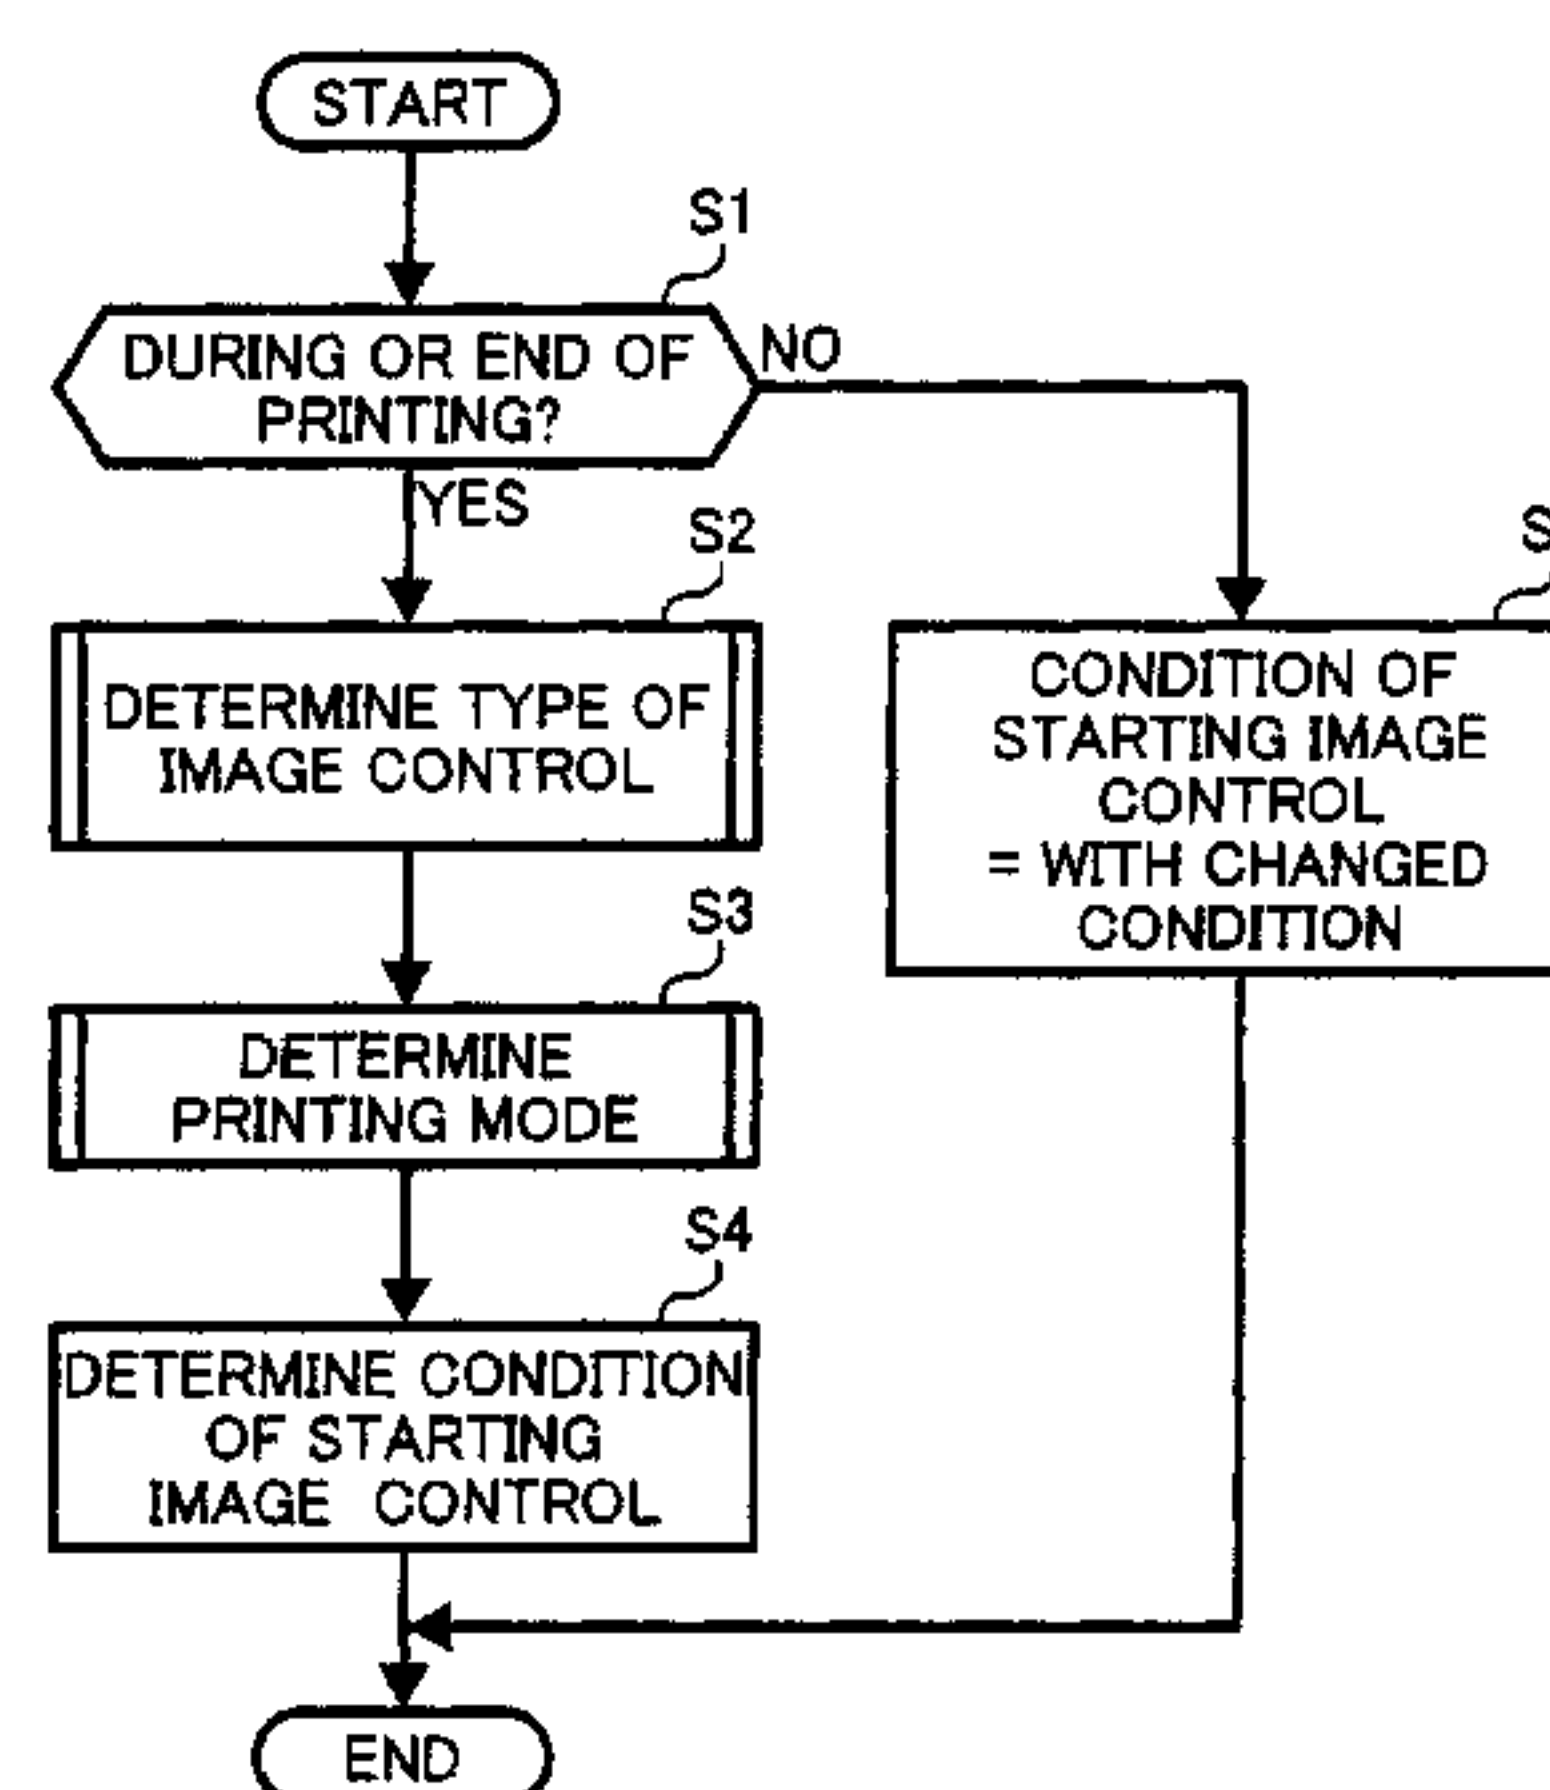 START
S1
DURING OR END OF
PRINTING?
NO
YES
S2
DETERMINE TYPE OF
IMAGE CONTROL
CONDITION OF
STARTING IMAGE
CONTROL
= WITH CHANGED
CONDITION
S3
DETERMINE
PRINTING MODE
S4
DETERMINE CONDITION
OF STARTING
IMAGE CONTROL
END